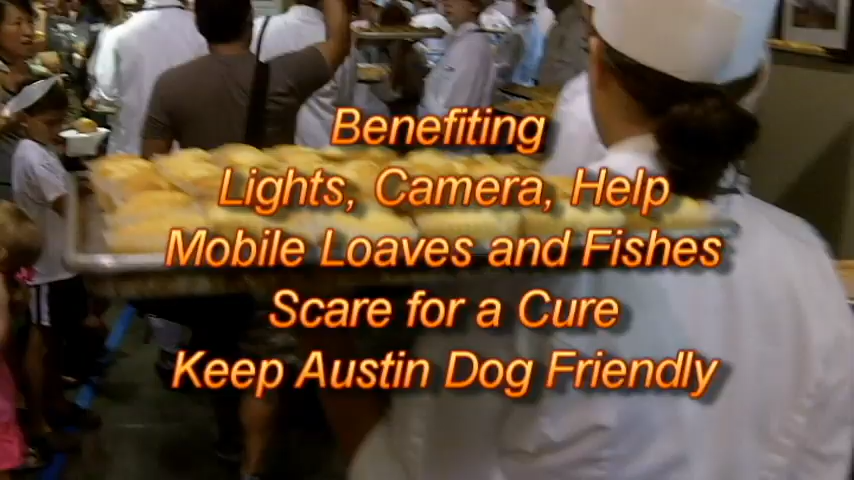 Benefiting
Lights, Camera, Help
Mobile Loaves and Fishes
Scare for a Cure
Keep Austin Dog Friendly